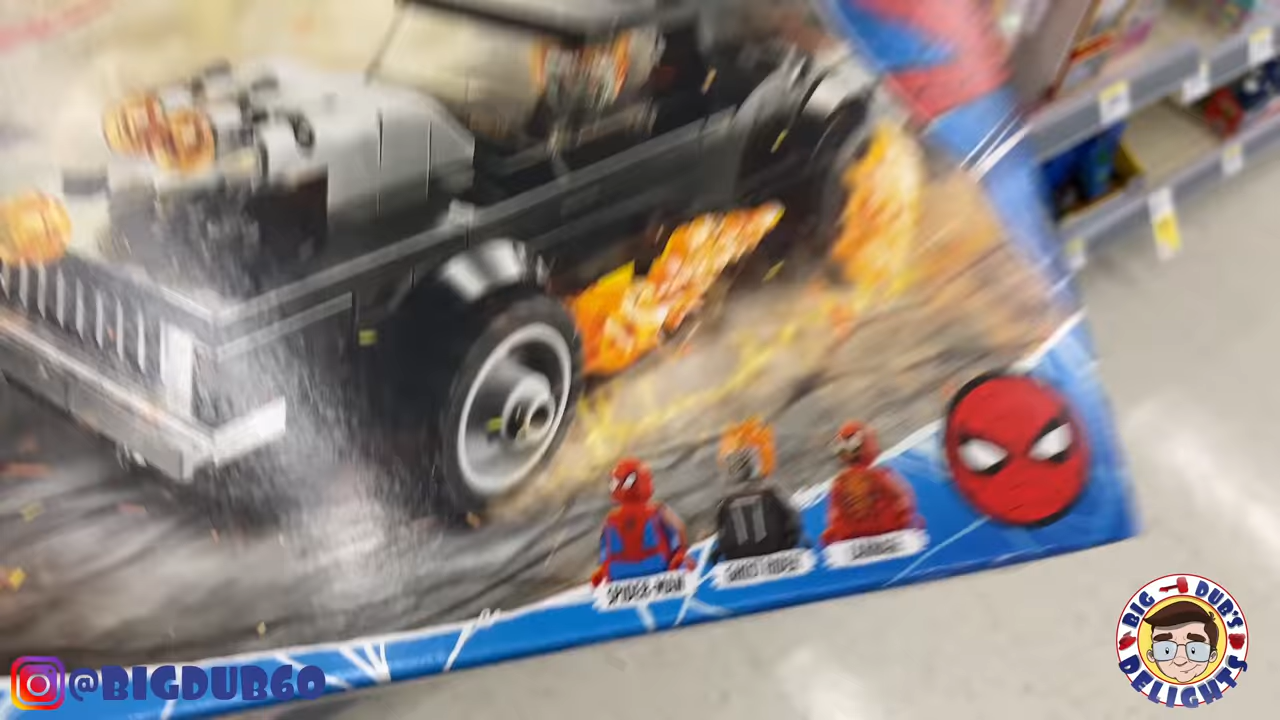 SPIDER-MAN
GHOST RIDER
CARNAGE
@BIGDUB60
BIG DUB'S
DELIGHTS